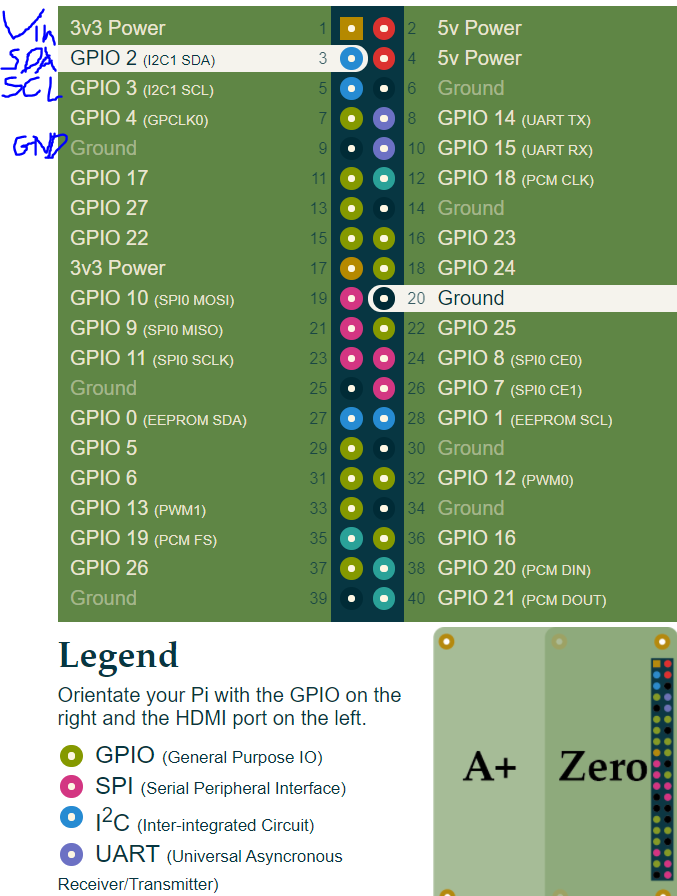 Vin 3v3 Power 1 2 5v Power
SDA GPIO 2 (I2C1 SDA) 3 4 5v Power
SCL GPIO 3 (I2C1 SCL) 5 6 Ground
GPIO 4 (GPCLK0) 7 8 GPIO 14 (UART TX)
GND Ground 9 10 GPIO 15 (UART RX)
GPIO 17 11 12 GPIO 18 (PCM CLK)
GPIO 27 13 14 Ground
GPIO 22 15 16 GPIO 23
3v3 Power 17 18 GPIO 24
GPIO 10 (SPI0 MOSI) 19 20 Ground
GPIO 9 (SPI0 MISO) 21 22 GPIO 25
GPIO 11 (SPI0 SCLK) 23 24 GPIO 8 (SPI0 CE0)
Ground 25 26 GPIO 7 (SPI0 CE1)
GPIO 0 (EEPROM SDA) 27 28 GPIO 1 (EEPROM SCL)
GPIO 5 29 30 Ground
GPIO 6 31 32 GPIO 12 (PWM0)
GPIO 13 (PWM1) 33 34 Ground
GPIO 19 (PCM FS) 35 36 GPIO 16
GPIO 26 37 38 GPIO 20 (PCM DIN)
Ground 39 40 GPIO 21 (PCM DOUT)
Legend
Orientate your Pi with the GPIO on the
right and the HDMI port on the left.
GPIO (General Purpose IO)
SPI (Serial Peripheral Interface)
I2C (Inter-integrated Circuit)
UART (Universal Asyncronous
Receiver/Transmitter)
A+ Zero